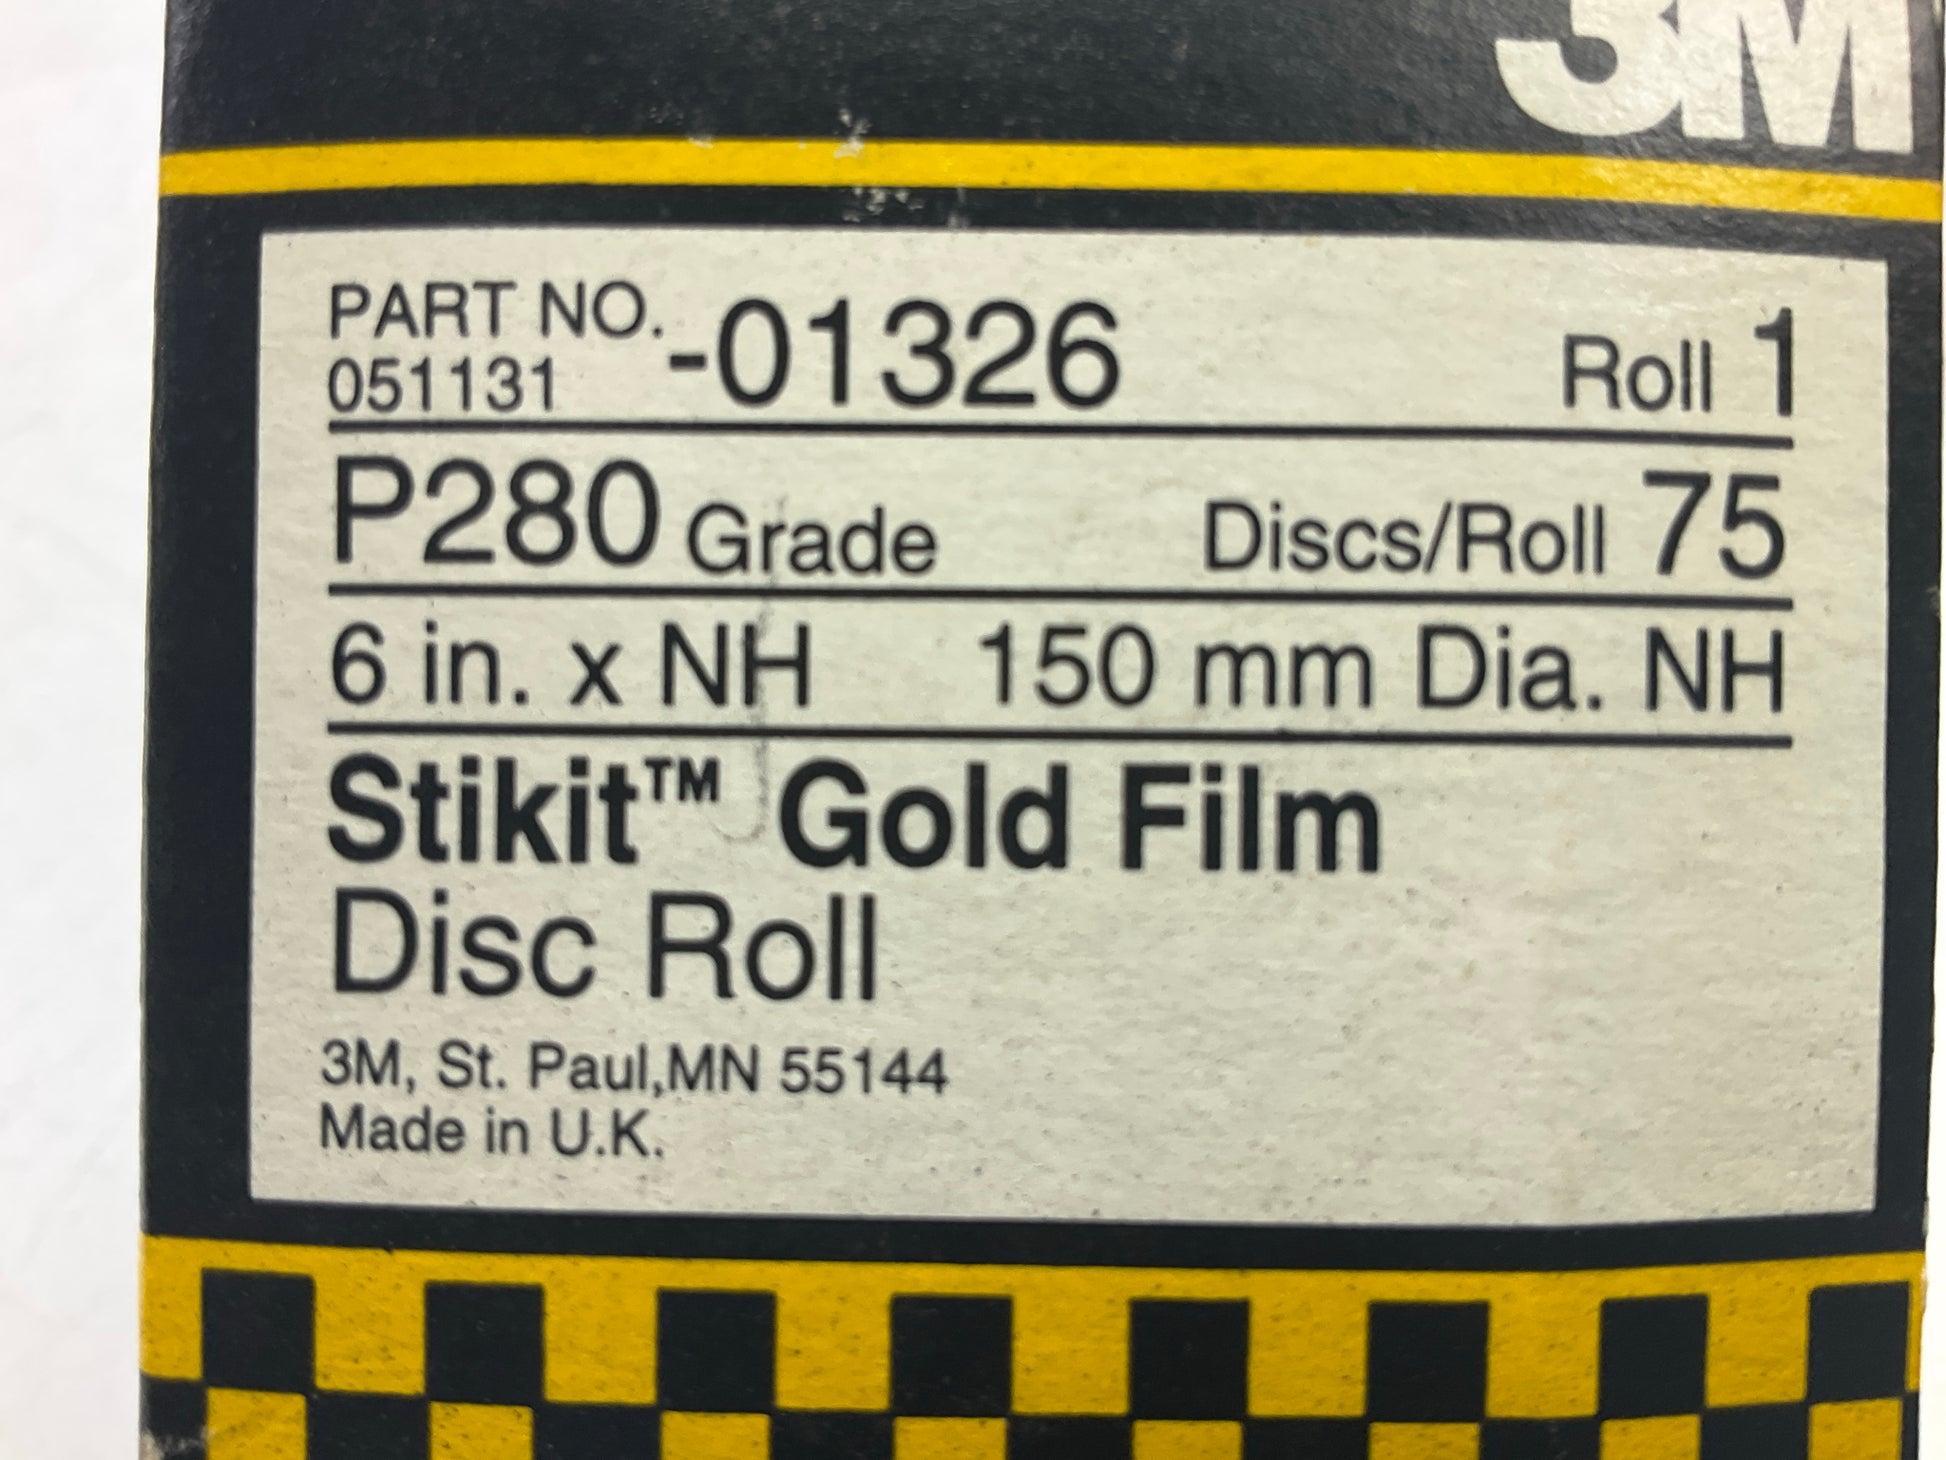 3M
PART NO. -01326 Roll 1
051131
P280 Grade Discs/Roll 75
6 in. x NH 150 mm Dia. NH
Stikit™ Gold Film
Disc Roll
3M, St. Paul,MN 55144
Made in U.K.